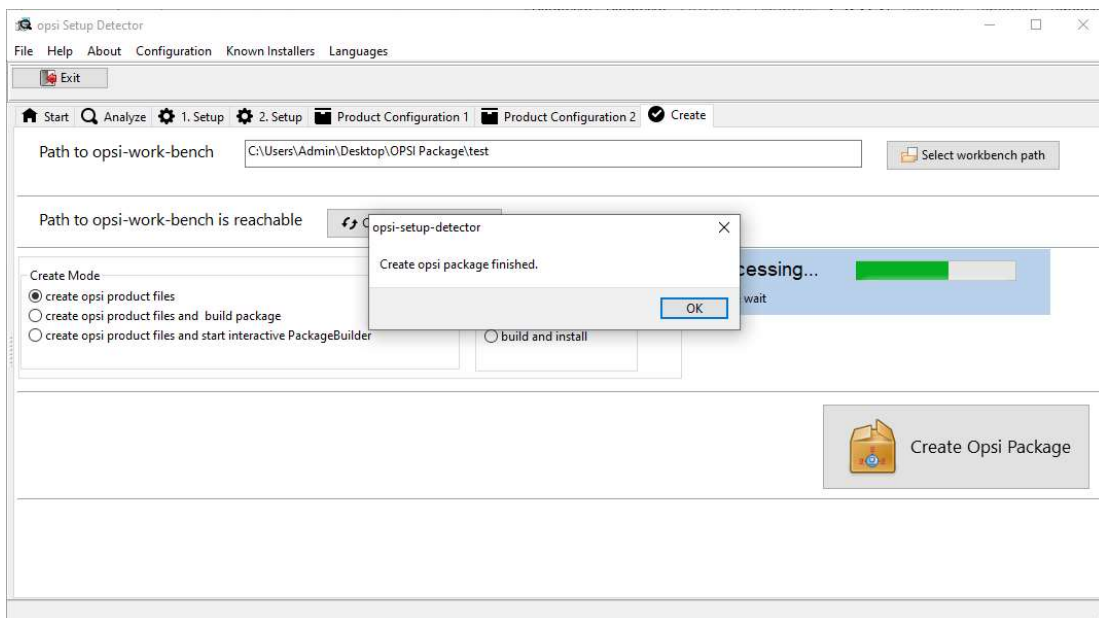 opsi Setup Detector
File Help About Configuration Known Installers Languages
Exit
Start Analyze 1. Setup 2. Setup Product Configuration 1 Product Configuration 2 Create
Path to opsi-work-bench C:\Users\Admin\Desktop\OPSI Package\test Select workbench path
Path to opsi-work-bench is reachable
opsi-setup-detector
Create opsi package finished.
OK
Create Mode
create opsi product files
create opsi product files and build package
create opsi product files and start interactive PackageBuilder
build and install
cessing...
wait
Create Opsi Package